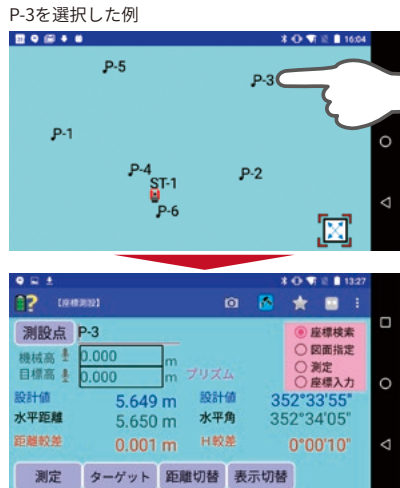 P-3を選択した例
16:04
P-5
P-3
P-1
P-4
ST-1
P-2
P-6
13:27
【座標測設】
測設点 P-3
座標検索
図面指定
測定
座標入力
機械高 0.000 m
目標高 0.000 m プリズム
設計値 5.649 m 設計値 352°33'55"
水平距離 5.650 m 水平角 352°34'05"
距離較差 0.001 m H較差 0°00'10"
測定 ターゲット 距離切替 表示切替